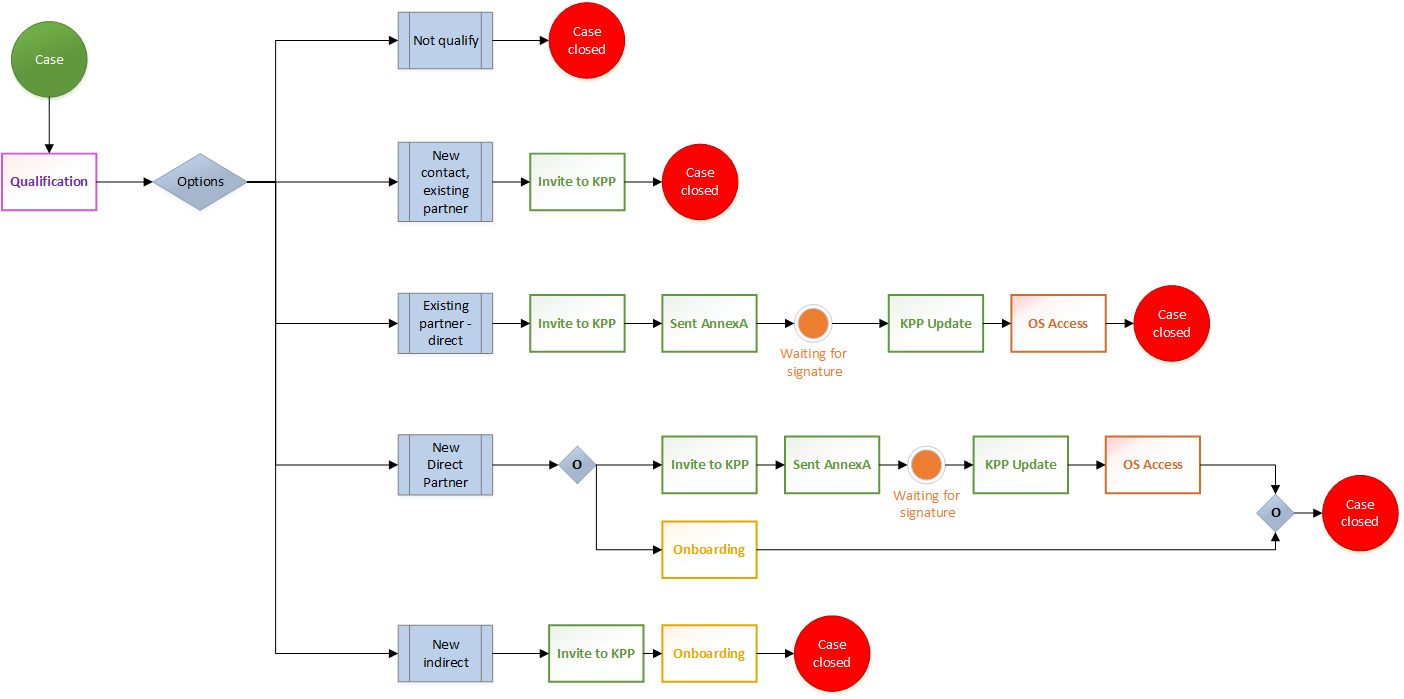 Case
Qualification
Options
Not qualify
Case
closed
New
contact,
existing
partner
Invite to KPP
Case
closed
Existing
partner -
direct
Invite to KPP
Sent AnnexA
Waiting for
signature
KPP Update
OS Access
Case
closed
New
Direct
Partner
O
Invite to KPP
Sent AnnexA
Waiting for
signature
KPP Update
OS Access
Onboarding
O
Case
closed
New
indirect
Invite to KPP
Onboarding
Case
closed